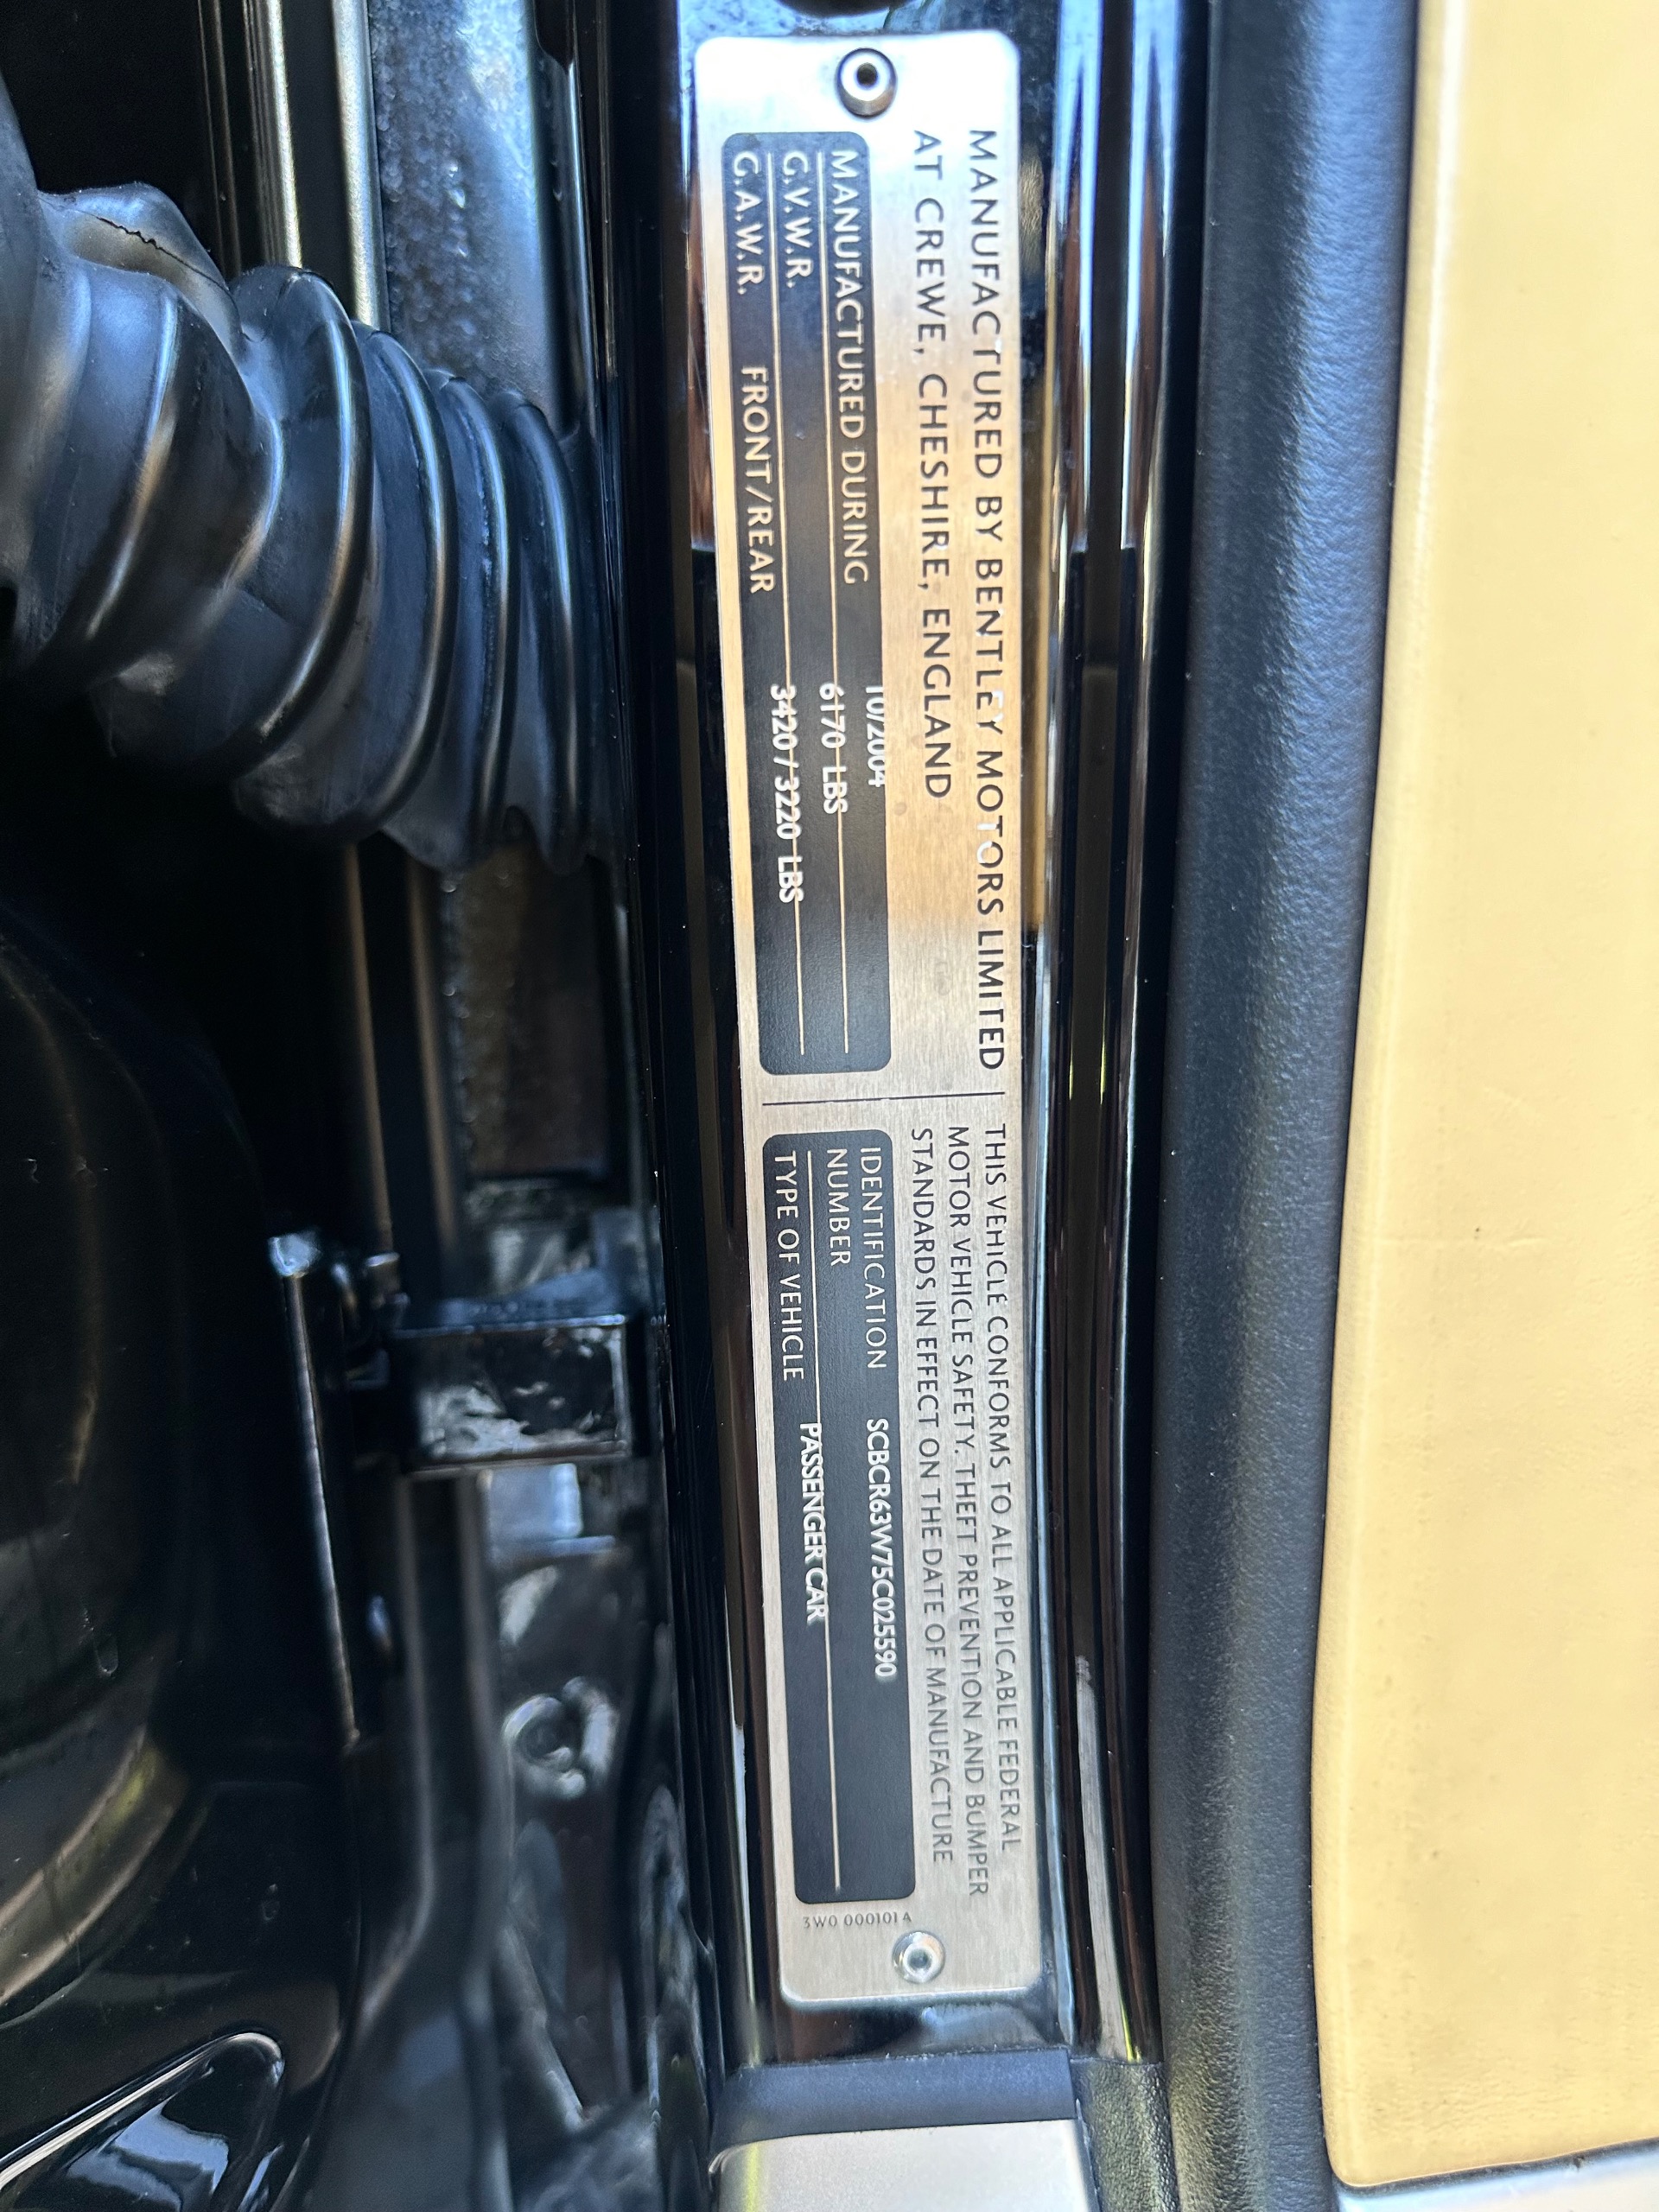 MANUFACTURED BY BENTLEY MOTORS LIMITED
AT CREWE, CHESHIRE, ENGLAND
MANUFACTURED DURING 10/2004
G.V.W.R. 6170 LBS
G.A.W.R. FRONT/REAR 3420 / 3220 LBS
THIS VEHICLE CONFORMS TO ALL APPLICABLE FEDERAL
MOTOR VEHICLE SAFETY. THEFT PREVENTION AND BUMPER
STANDARDS IN EFFECT ON THE DATE OF MANUFACTURE
IDENTIFICATION
NUMBER SCBCR63W75C025590
TYPE OF VEHICLE PASSENGER CAR
3W0 000101 A